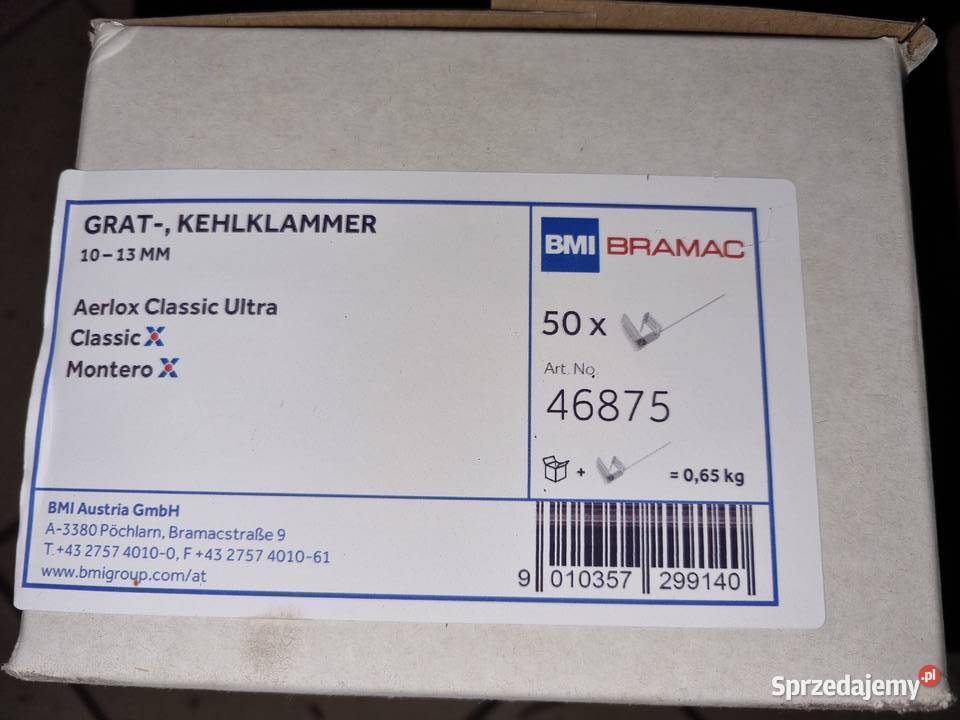 GRAT-, KEHLKLAMMER
10–13 MM
Aerlox Classic Ultra
Classic X
Montero X
BMI BRAMAC
50 x
Art. No.
46875
+ = 0,65 kg
BMI Austria GmbH
A-3380 Pöchlarn, Bramacstraße 9
T.+43 2757 4010-0, F +43 2757 4010-61
www.bmigroup.com/at
9 010357 299140
Sprzedajemy.pl